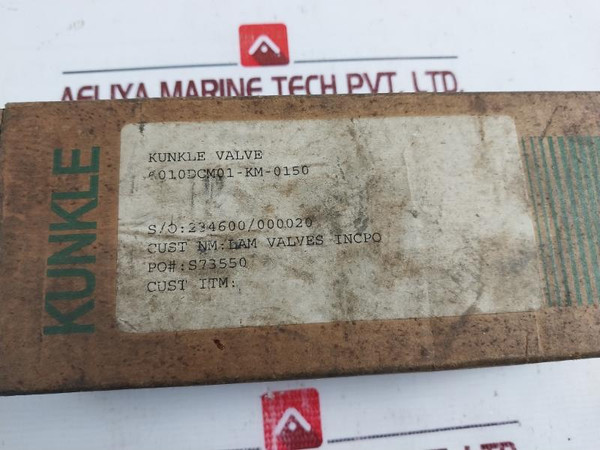 AELIYA MARINE TECH PVT. LTD.
KUNKLE
KUNKLE VALVE
6010DCM01-KM-0150
S/O:234600/000020
CUST NM:LAM VALVES INCPO
PO#:S73550
CUST ITM: